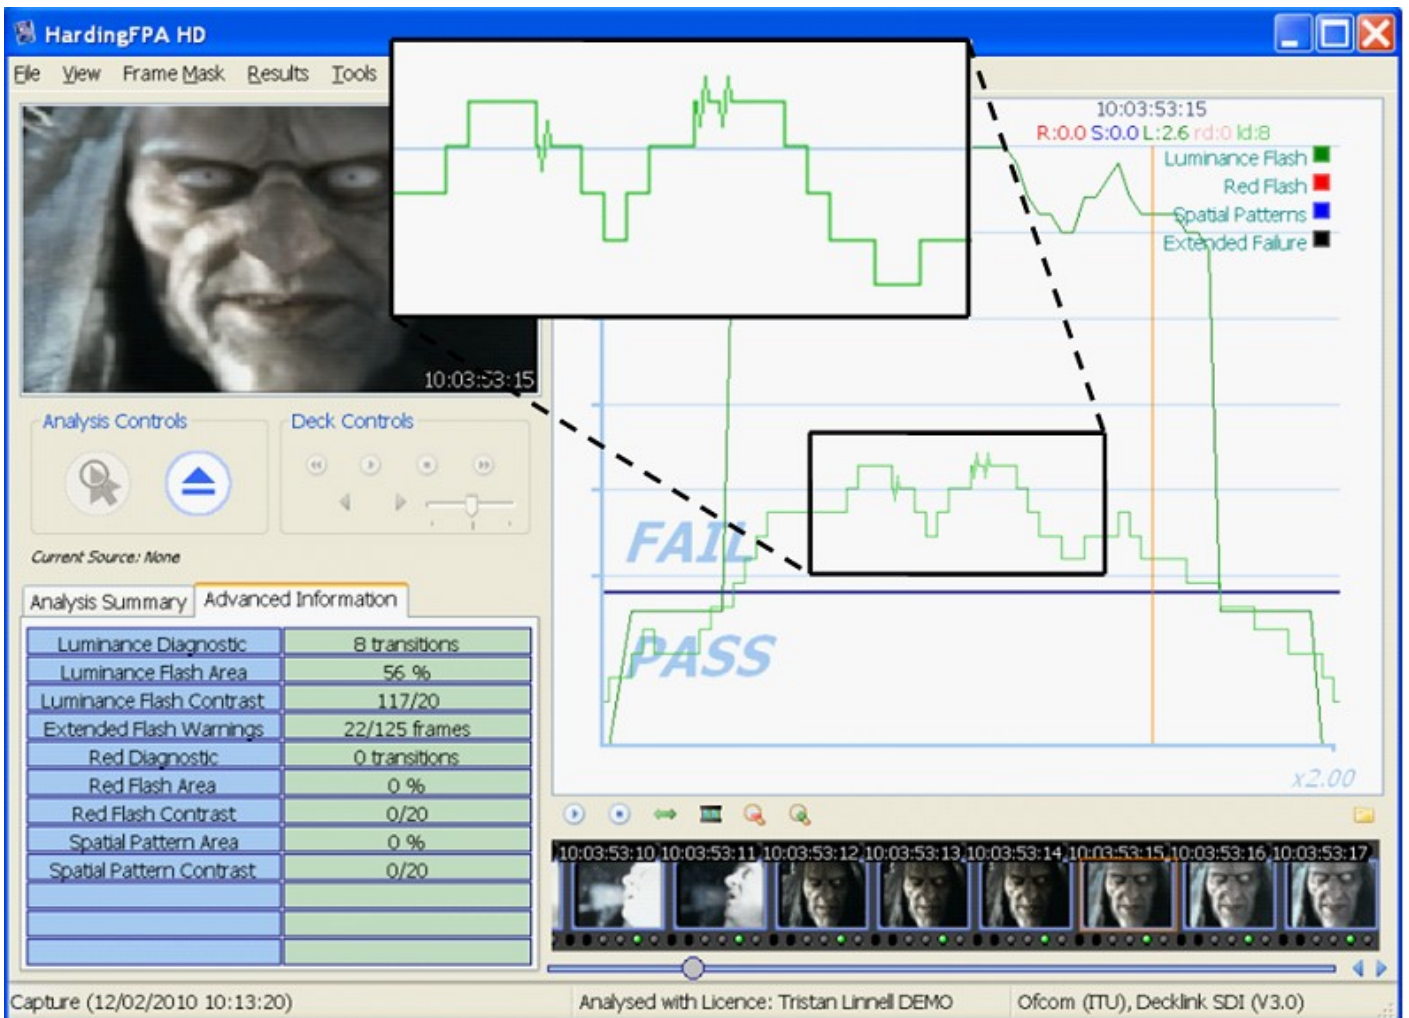 HardingFPA HD
File View Frame Mask Results Tools
10:03:53:15
R:0.0 S:0.0 L:2.6 rd:0 ld:8
Luminance Flash
Red Flash
Spatial Patterns
Extended Failure
10:03:53:15
Analysis Controls
Deck Controls
Current Source: None
FAIL
PASS
x2.00
Analysis Summary Advanced Information
Luminance Diagnostic 8 transitions
Luminance Flash Area 56 %
Luminance Flash Contrast 117/20
Extended Flash Warnings 22/125 frames
Red Diagnostic 0 transitions
Red Flash Area 0 %
Red Flash Contrast 0/20
Spatial Pattern Area 0 %
Spatial Pattern Contrast 0/20
10:03:53:10 10:03:53:11 10:03:53:12 10:03:53:13 10:03:53:14 10:03:53:15 10:03:53:16 10:03:53:17
Capture (12/02/2010 10:13:20)
Analysed with Licence: Tristan Linnell DEMO
Ofcom (ITU), Decklink SDI (V3.0)